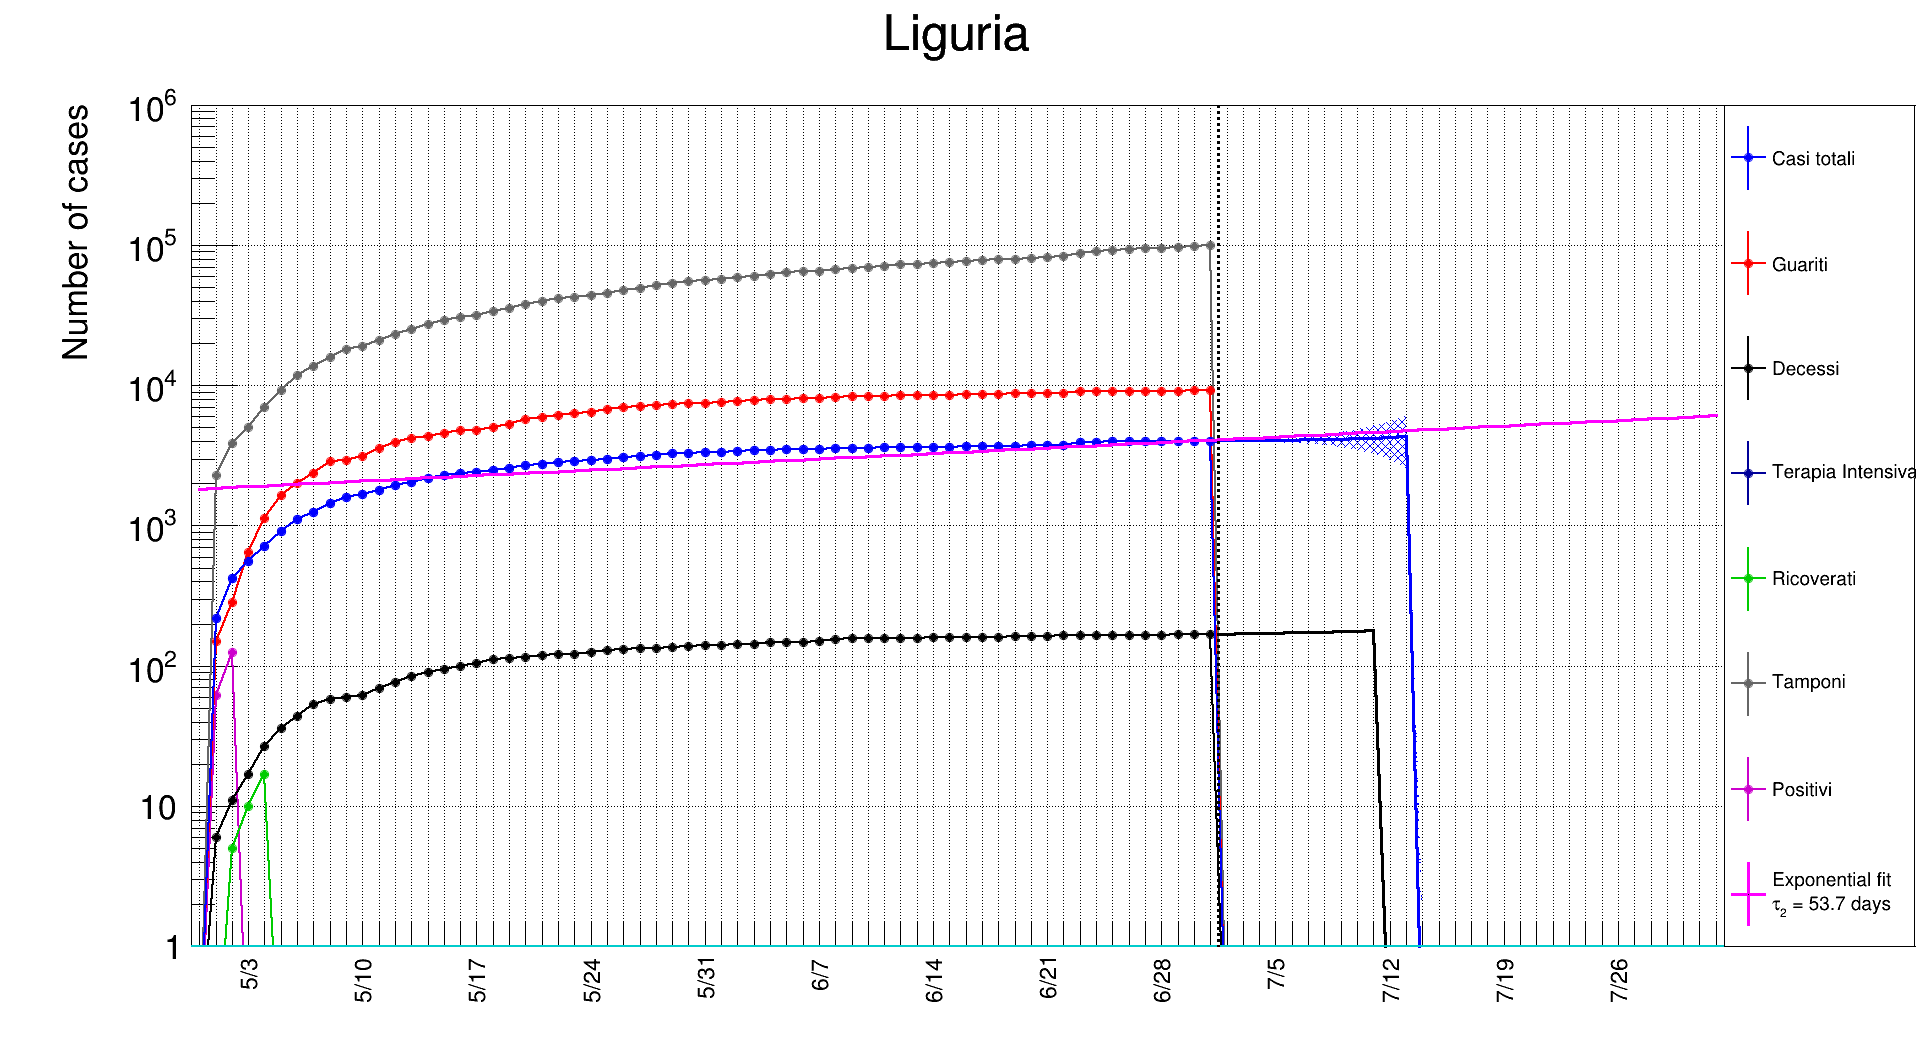 Liguria
Number of cases
10^6
10^5
10^4
10^3
10^2
10
1
5/3
5/10
5/17
5/24
5/31
6/7
6/14
6/21
6/28
7/5
7/12
7/19
7/26
Casi totali
Guariti
Decessi
Terapia Intensiva
Ricoverati
Tamponi
Positivi
Exponential fit
τ₂ = 53.7 days